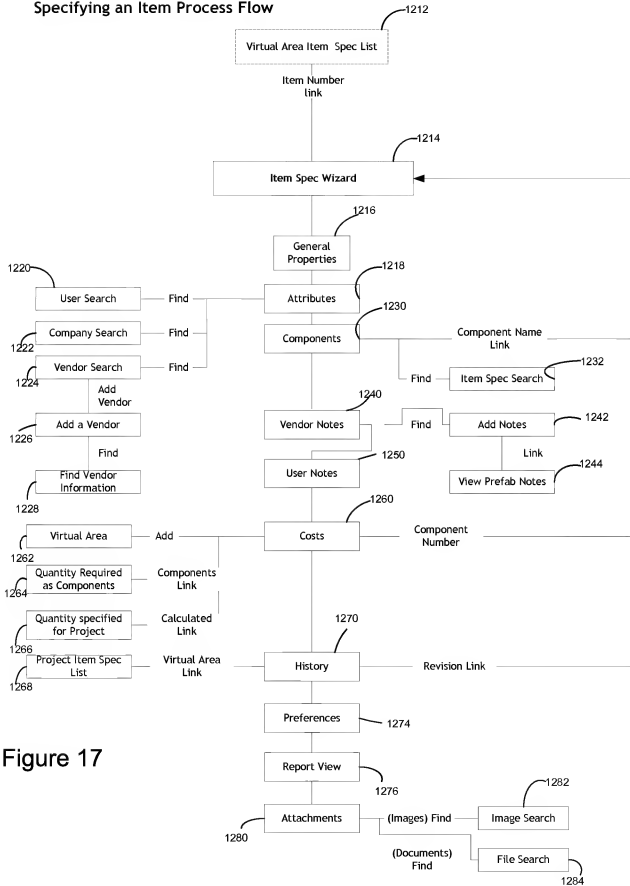 Specifying an Item Process Flow
1212
Virtual Area Item Spec List
Item Number
link
1214
Item Spec Wizard
1216
General
Properties
1218
1220
User Search
Find
Attributes
1230
Company Search
Find
1222
Components
Component Name
Link
1232
Vendor Search
Find
1224
Find
Item Spec Search
Add
Vendor
1240
Add a Vendor
1226
Vendor Notes
Find
Add Notes
1242
Find
1250
Link
Find Vendor
Information
1228
User Notes
View Prefab Notes
1244
1260
Virtual Area
Add
1262
Costs
Component
Number
Quantity Required
as Components
1264
Components
Link
Quantity specified
for Project
1266
Calculated
Link
1270
Project Item Spec
List
1268
Virtual Area
Link
History
Revision Link
Preferences
1274
Figure 17
Report View
1276
1282
Attachments
1280
(Images) Find
Image Search
(Documents)
Find
File Search
1284